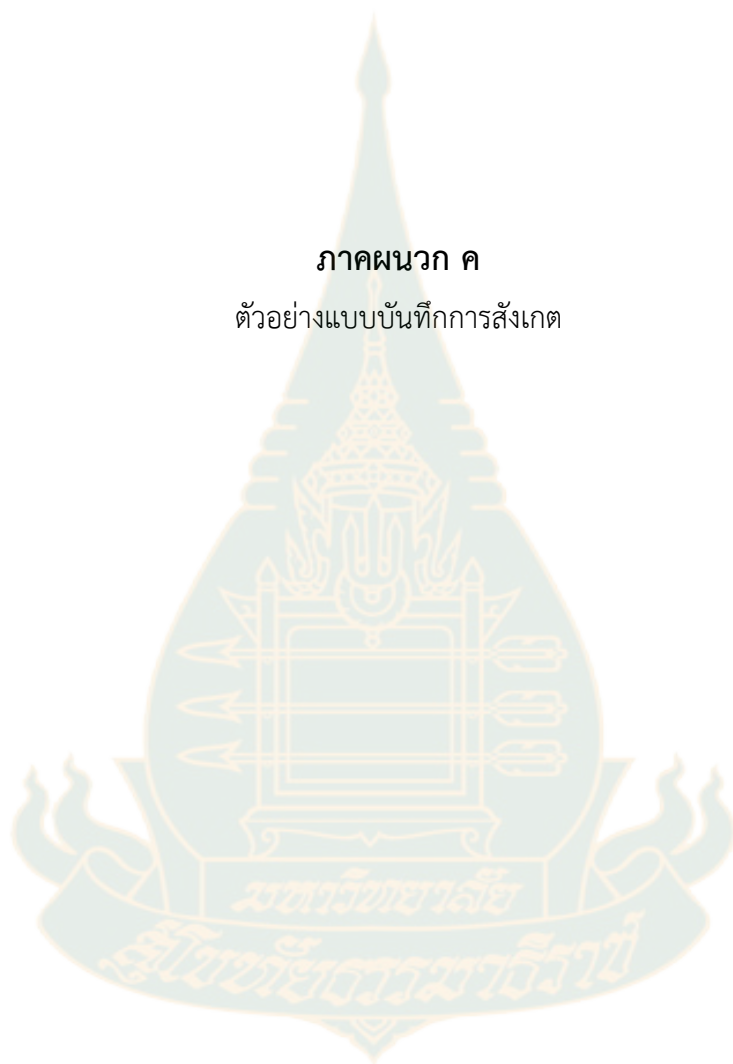 ภาคผนวก ค
ตัวอย่างแบบบันทึกการสังเกต
มหาวิทยาลัย
สุโขทัยธรรมาธิราช